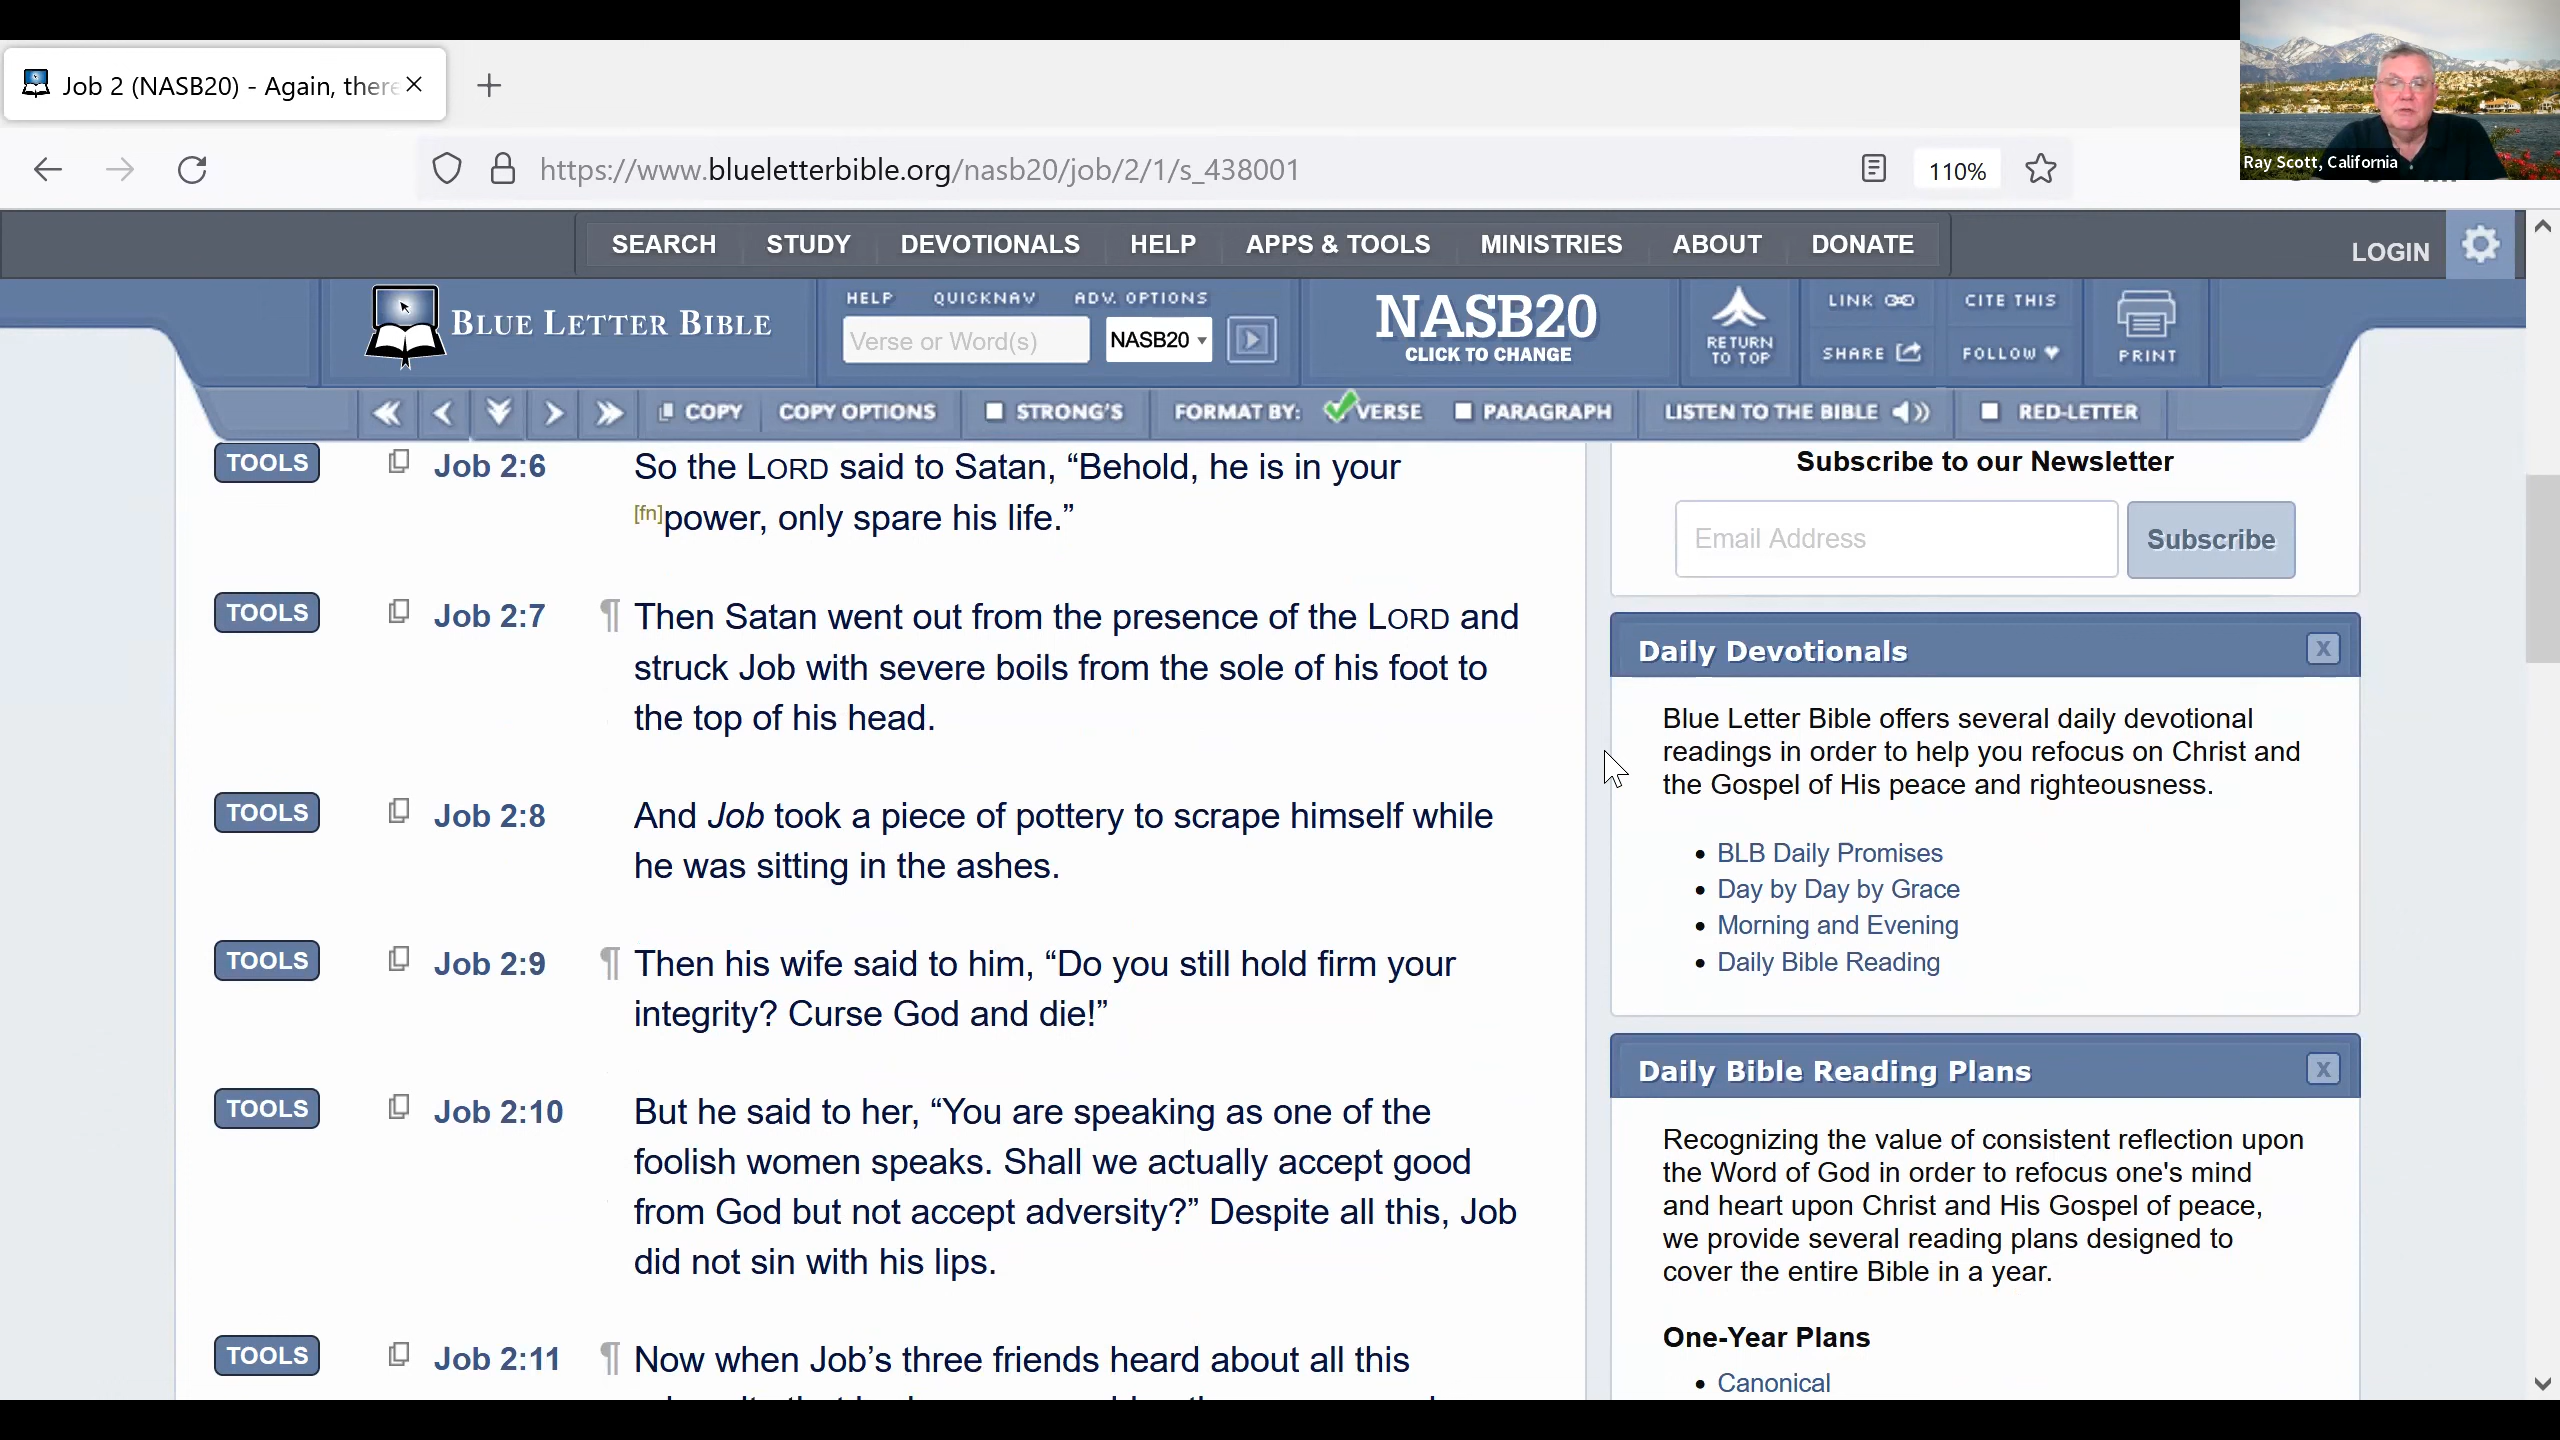 Job 2 (NASB20) - Again, there
Ray Scott, California
https://www.blueletterbible.org/nasb20/job/2/1/s_438001
110%
SEARCH STUDY DEVOTIONALS HELP APPS & TOOLS MINISTRIES ABOUT DONATE
LOGIN
BLUE LETTER BIBLE
HELP QUICKNAV ADV. OPTIONS
Verse or Word(s)
NASB20
NASB20
CLICK TO CHANGE
RETURN
TO TOP
LINK
CITE THIS
SHARE
FOLLOW
PRINT
COPY COPY OPTIONS STRONG'S FORMAT BY: VERSE PARAGRAPH LISTEN TO THE BIBLE RED-LETTER
TOOLS Job 2:6 So the LORD said to Satan, “Behold, he is in your
[fn]power, only spare his life.”
TOOLS Job 2:7 ¶ Then Satan went out from the presence of the LORD and
struck Job with severe boils from the sole of his foot to
the top of his head.
TOOLS Job 2:8 And Job took a piece of pottery to scrape himself while
he was sitting in the ashes.
TOOLS Job 2:9 ¶ Then his wife said to him, “Do you still hold firm your
integrity? Curse God and die!”
TOOLS Job 2:10 But he said to her, “You are speaking as one of the
foolish women speaks. Shall we actually accept good
from God but not accept adversity?” Despite all this, Job
did not sin with his lips.
TOOLS Job 2:11 ¶ Now when Job’s three friends heard about all this
Subscribe to our Newsletter
Email Address
Subscribe
Daily Devotionals X
Blue Letter Bible offers several daily devotional
readings in order to help you refocus on Christ and
the Gospel of His peace and righteousness.
• BLB Daily Promises
• Day by Day by Grace
• Morning and Evening
• Daily Bible Reading
Daily Bible Reading Plans X
Recognizing the value of consistent reflection upon
the Word of God in order to refocus one's mind
and heart upon Christ and His Gospel of peace,
we provide several reading plans designed to
cover the entire Bible in a year.
One-Year Plans
• Canonical